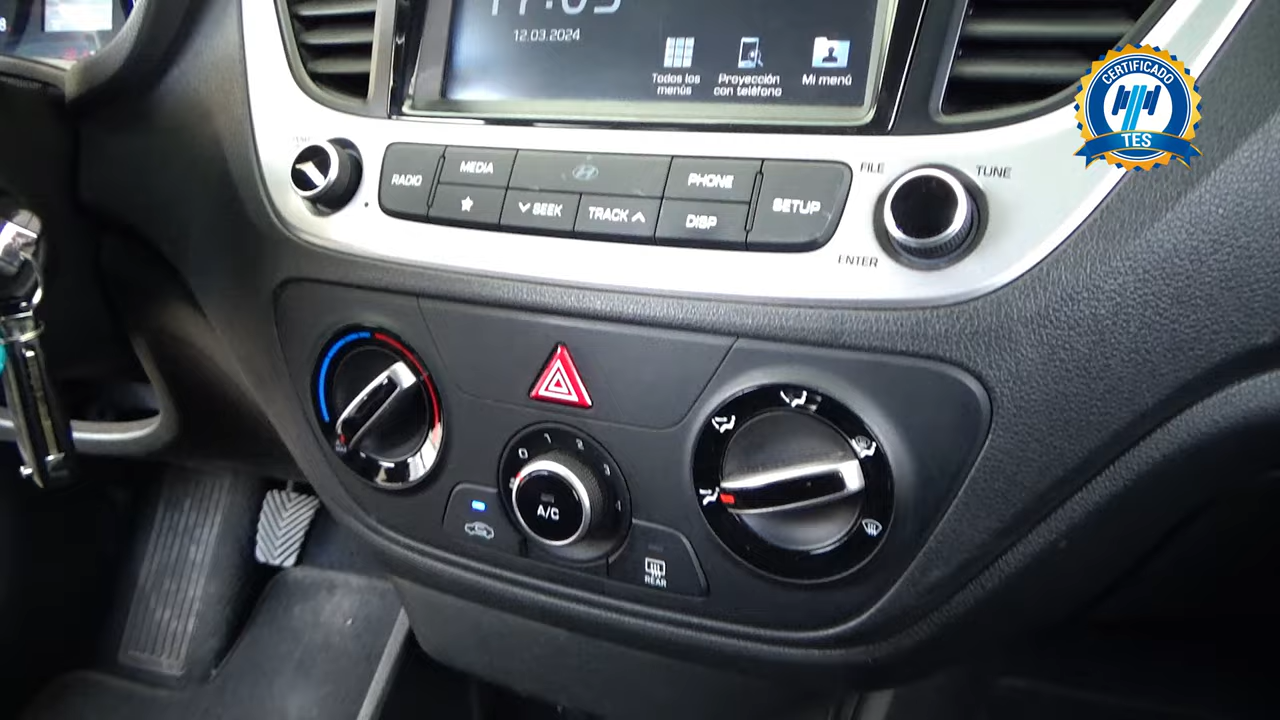 12.03.2024
Todos los
menús
Proyección
con teléfono
Mi menú
CERTIFICADO
TES
RADIO
MEDIA
PHONE
SETUP
SEEK
TRACK
DISP
FILE
TUNE
ENTER
0 1 2 3 4
A/C
REAR